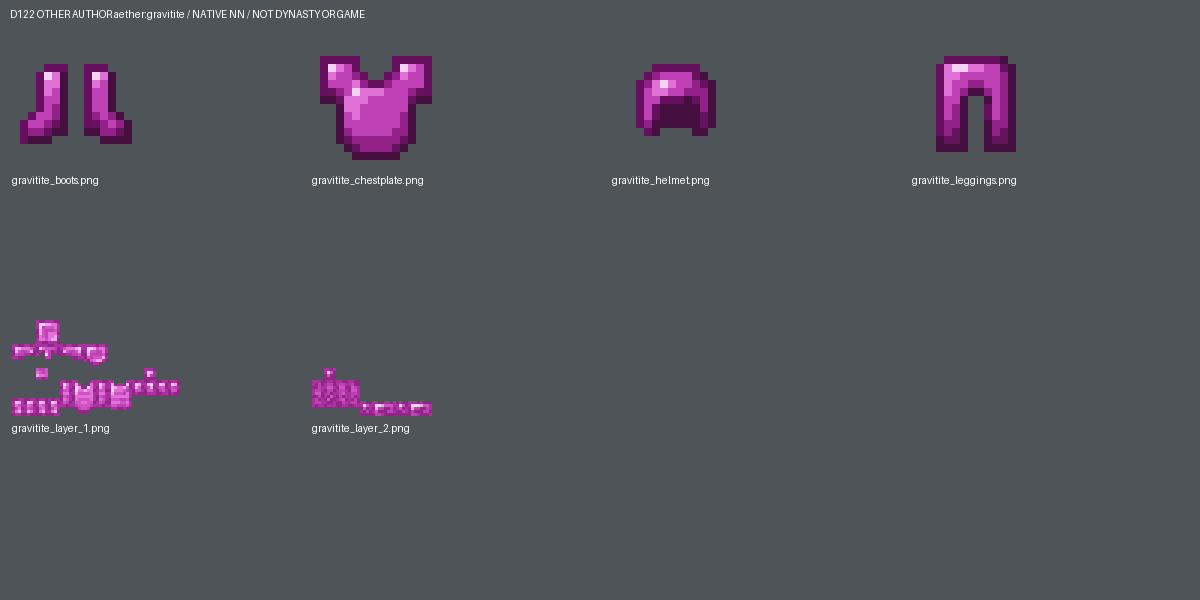 D122 OTHER AUTHOR aether:gravitite / NATIVE NN / NOT DYNASTY OR GAME
gravitite_boots.png
gravitite_chestplate.png
gravitite_helmet.png
gravitite_leggings.png
gravitite_layer_1.png
gravitite_layer_2.png